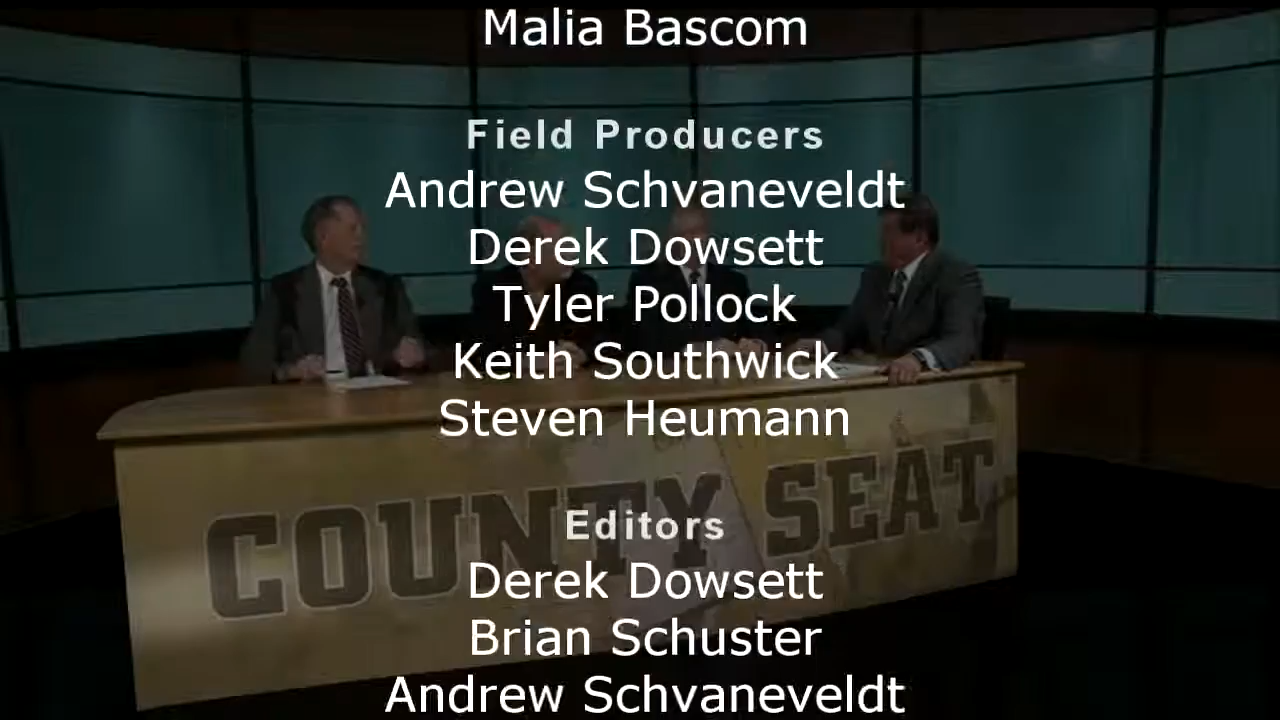 Malia Bascom
Field Producers
Andrew Schvaneveldt
Derek Dowsett
Tyler Pollock
Keith Southwick
Steven Heumann
COUNTY SEAT
Editors
Derek Dowsett
Brian Schuster
Andrew Schvaneveldt